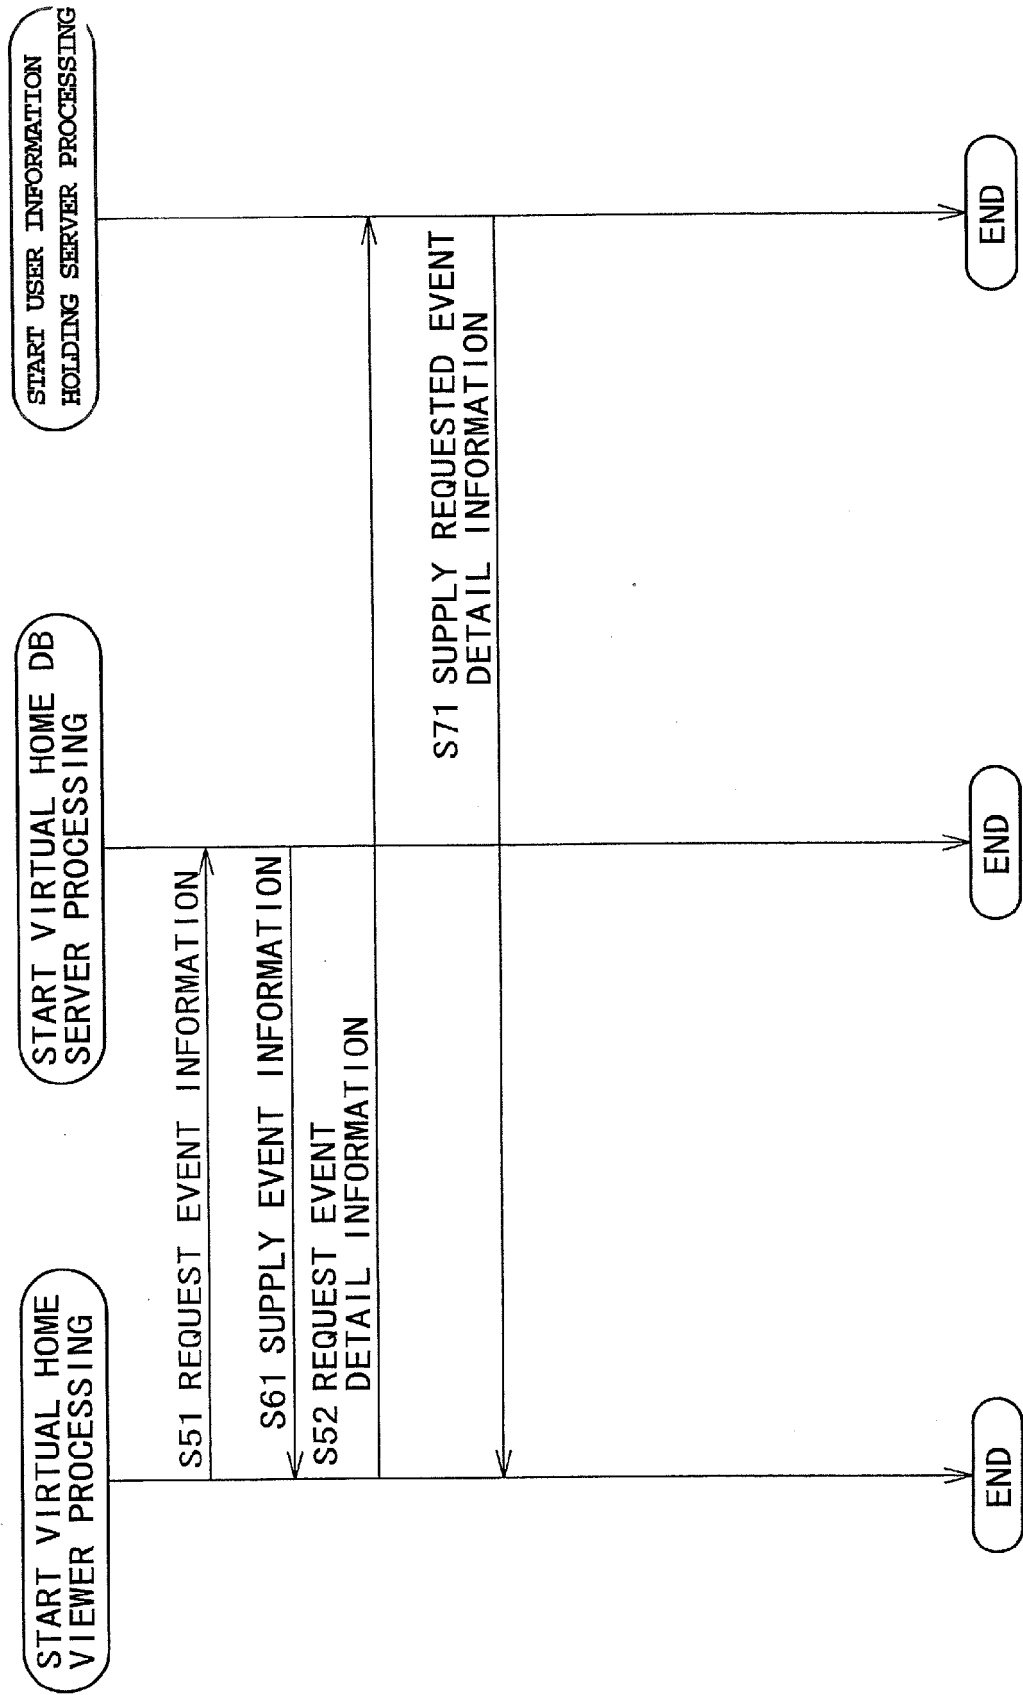 START VIRTUAL HOME
VIEWER PROCESSING
START VIRTUAL HOME DB
SERVER PROCESSING
START USER INFORMATION
HOLDING SERVER PROCESSING
S51 REQUEST EVENT INFORMATION
S61 SUPPLY EVENT INFORMATION
S52 REQUEST EVENT
DETAIL INFORMATION
S71 SUPPLY REQUESTED EVENT
DETAIL INFORMATION
END
END
END